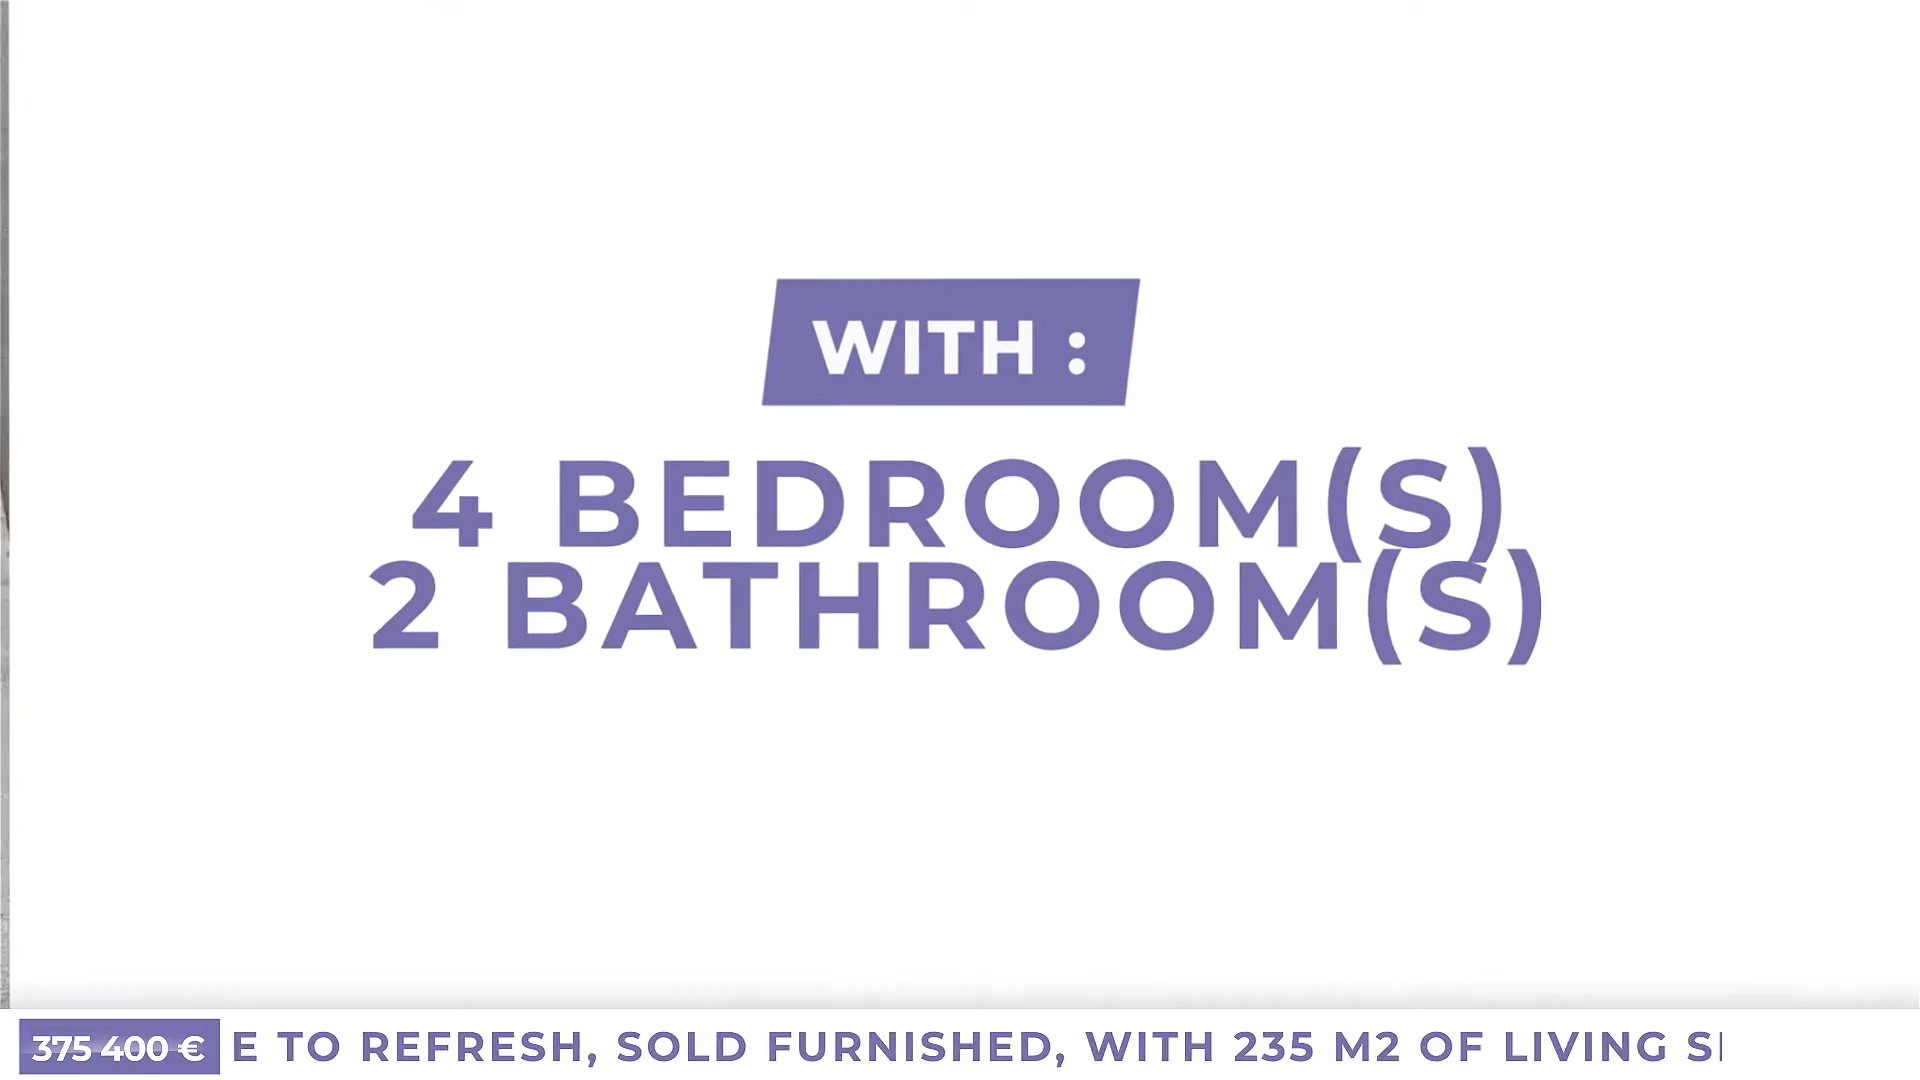 WITH :
4 BEDROOM(S)
2 BATHROOM(S)
375 400 €
TO REFRESH, SOLD FURNISHED, WITH 235 M2 OF LIVING